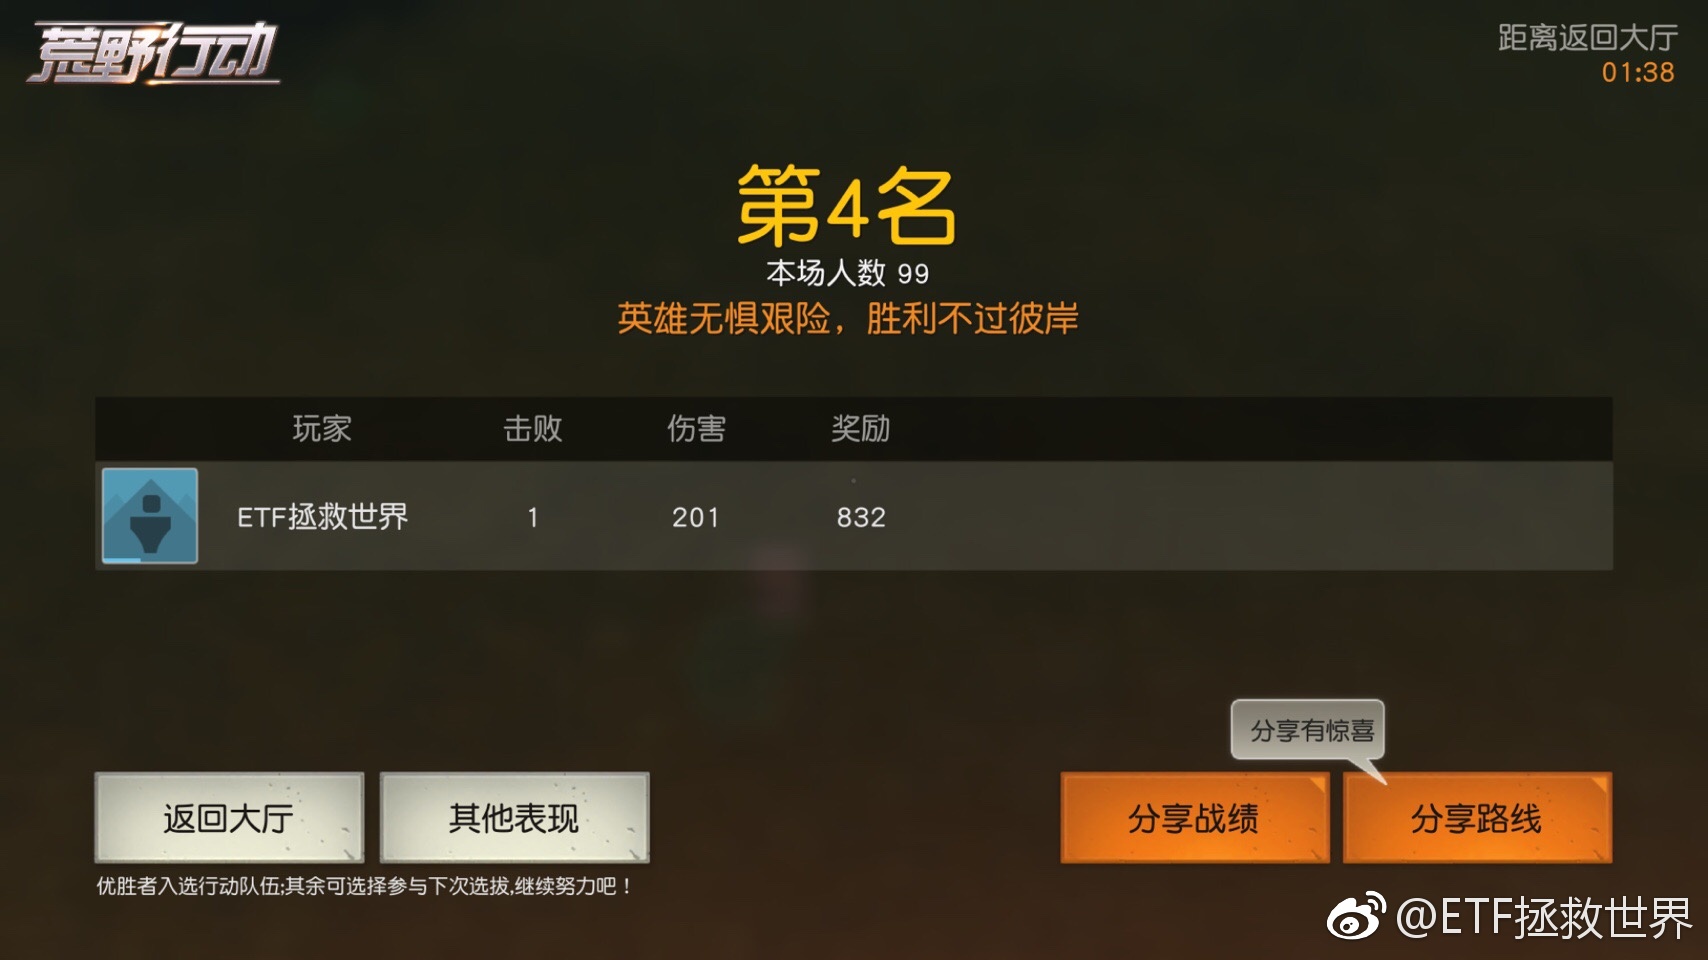 荒野行动
距离返回大厅
01:38
第4名
本场人数 99
英雄无惧艰险，胜利不过彼岸
玩家 击败 伤害 奖励
ETF拯救世界 1 201 832
分享有惊喜
返回大厅 其他表现 分享战绩 分享路线
优胜者入选行动队伍;其余可选择参与下次选拔,继续努力吧！
@ETF拯救世界